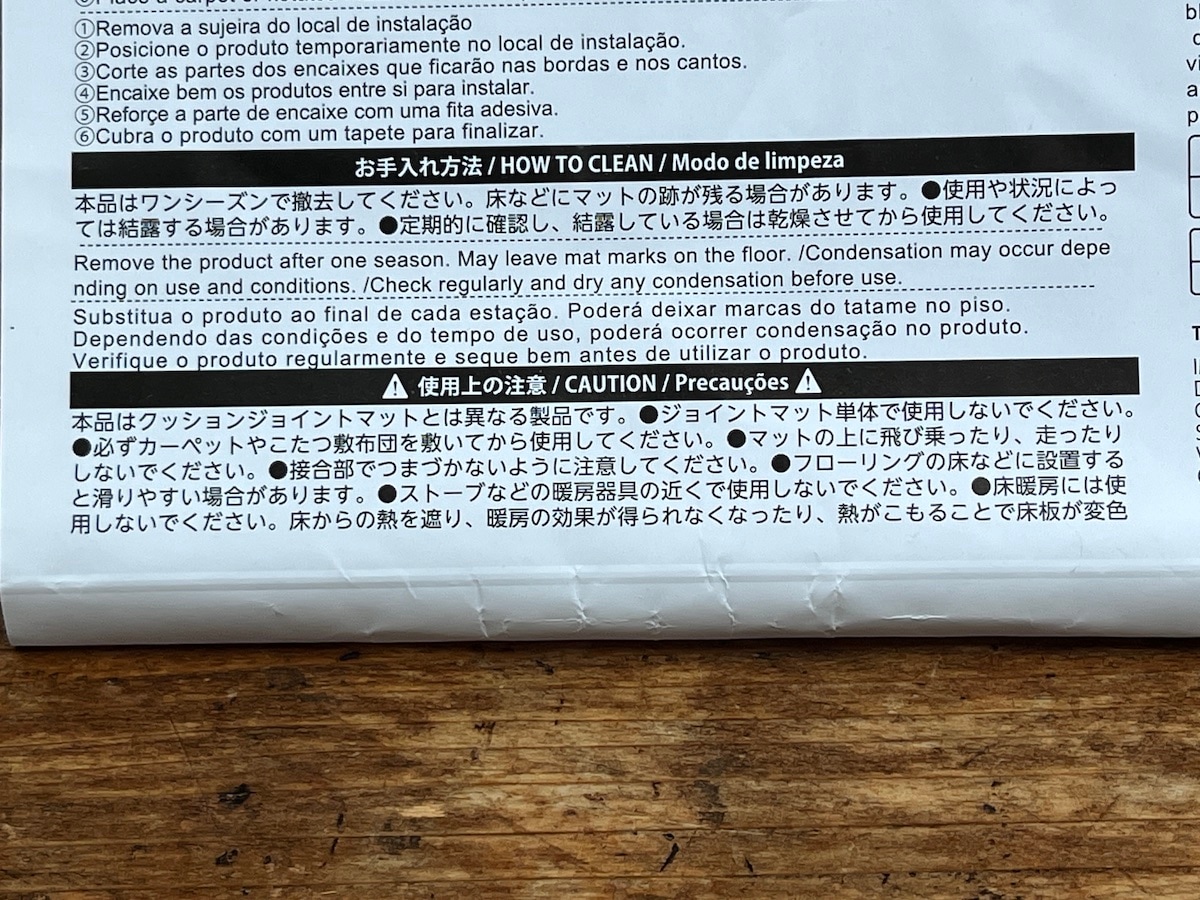 ①Remova a sujeira do local de instalação
②Posicione o produto temporariamente no local de instalação.
③Corte as partes dos encaixes que ficarão nas bordas e nos cantos.
④Encaixe bem os produtos entre si para instalar.
⑤Reforçe a parte de encaixe com uma fita adesiva.
⑥Cubra o produto com um tapete para finalizar.
お手入れ方法 / HOW TO CLEAN / Modo de limpeza
本品はワンシーズンで撤去してください。床などにマットの跡が残る場合があります。●使用や状況によっ
ては結露する場合があります。●定期的に確認し、結露している場合は乾燥させてから使用してください。
Remove the product after one season. May leave mat marks on the floor. /Condensation may occur depe
nding on use and conditions. /Check regularly and dry any condensation before use.
Substitua o produto ao final de cada estação. Poderá deixar marcas do tatame no piso.
Dependendo das condições e do tempo de uso, poderá ocorrer condensação no produto.
Verifique o produto regularmente e seque bem antes de utilizar o produto.
⚠ 使用上の注意 / CAUTION / Precauções ⚠
本品はクッションジョイントマットとは異なる製品です。●ジョイントマット単体で使用しないでください。
●必ずカーペットやこたつ敷布団を敷いてから使用してください。●マットの上に飛び乗ったり、走ったり
しないでください。●接合部でつまづかないように注意してください。●フローリングの床などに設置する
と滑りやすい場合があります。●ストーブなどの暖房器具の近くで使用しないでください。●床暖房には使
用しないでください。床からの熱を遮り、暖房の効果が得られなくなったり、熱がこもることで床板が変色